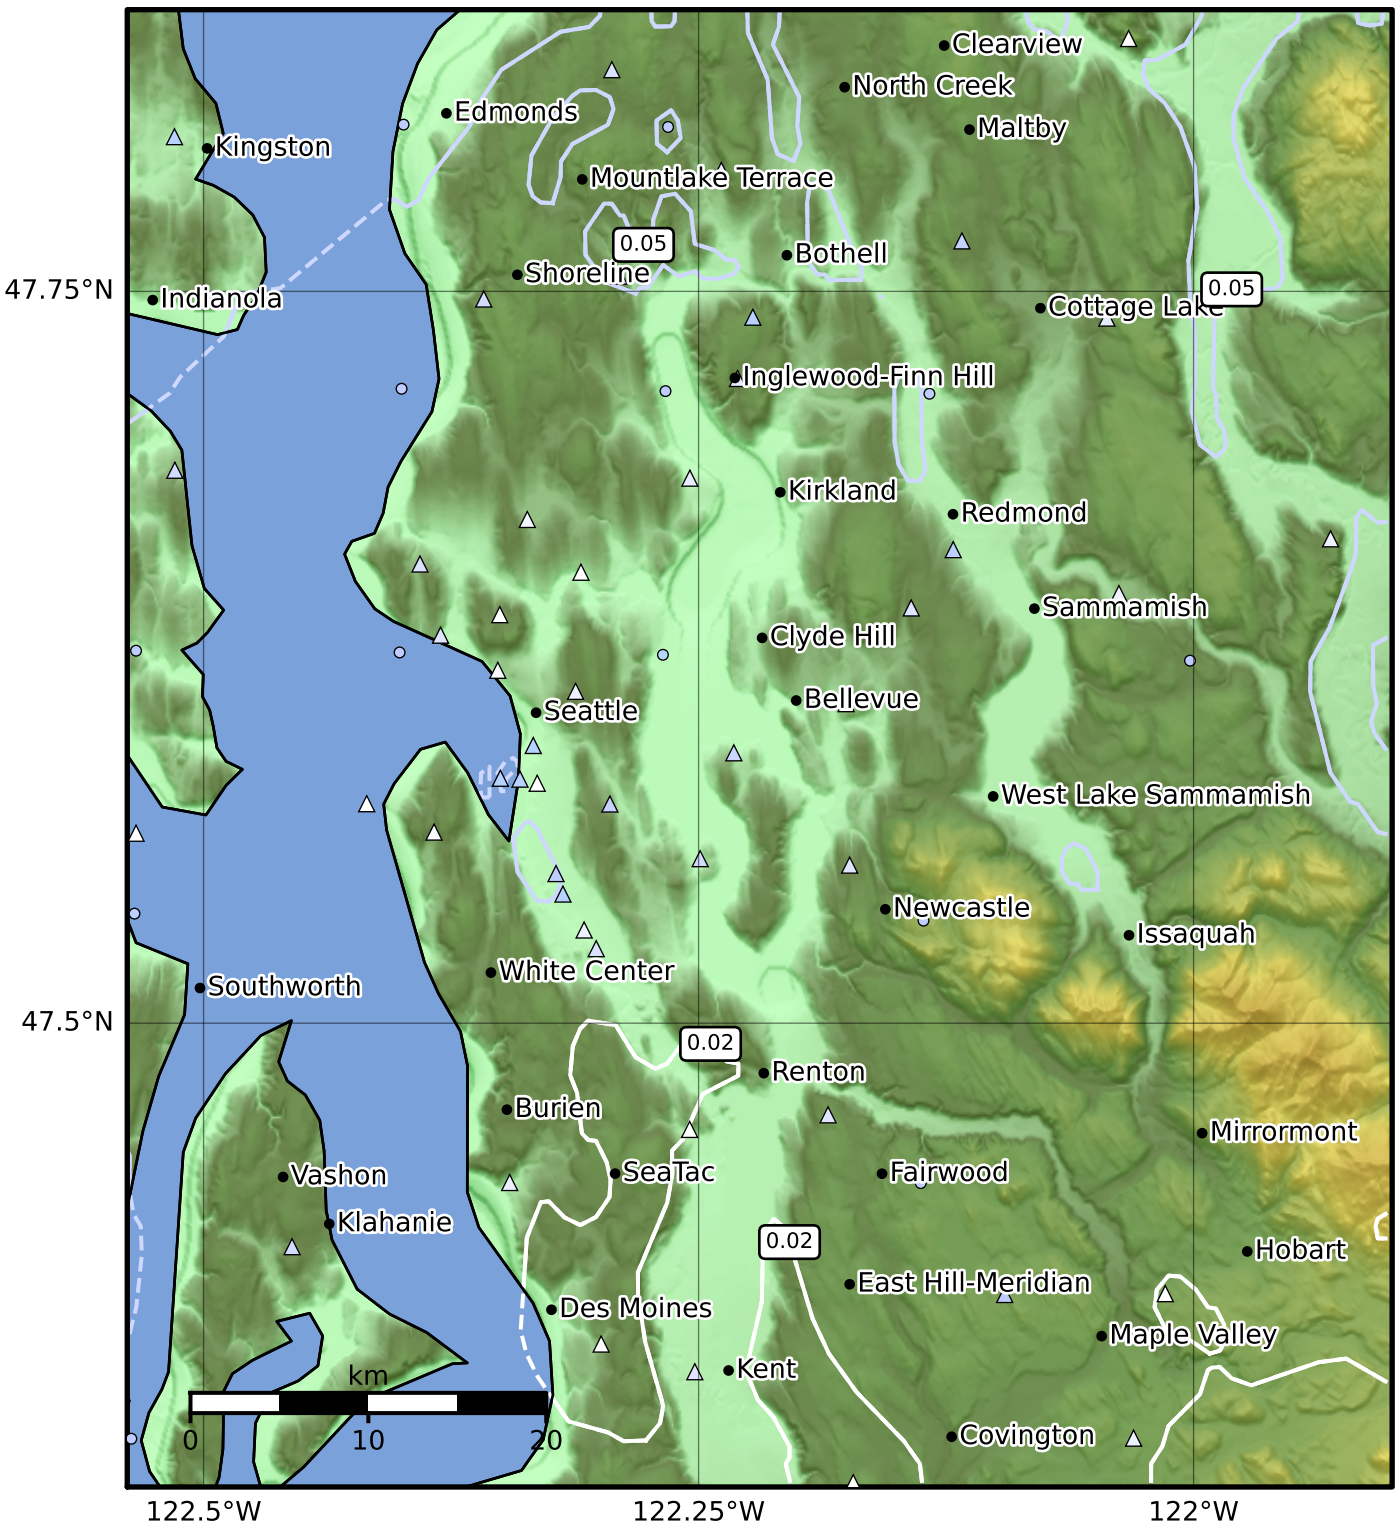 Clearview
North Creek
Edmonds
Maltby
Kingston
Mountlake Terrace
0.05
Bothell
Shoreline
47.75°N
Indianola
0.05
Cottage Lake
Inglewood-Finn Hill
Kirkland
Redmond
Sammamish
Clyde Hill
Bellevue
Seattle
West Lake Sammamish
Newcastle
Issaquah
White Center
Southworth
47.5°N
0.02
Renton
Burien
Mirrormont
Vashon
SeaTac
Fairwood
Klahanie
0.02
Hobart
East Hill-Meridian
Des Moines
Maple Valley
Kent
km
0 10 20
Covington
122.5°W 122.25°W 122°W